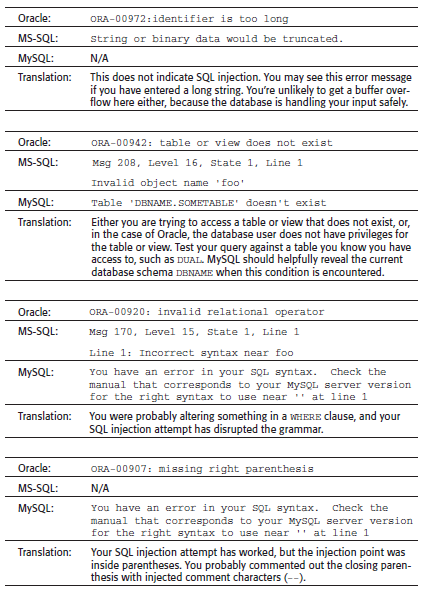 Oracle: ORA-00972:identifier is too long
MS-SQL: String or binary data would be truncated.
MySQL: N/A
Translation: This does not indicate SQL injection. You may see this error message
if you have entered a long string. You're unlikely to get a buffer over-
flow here either, because the database is handling your input safely.
Oracle: ORA-00942: table or view does not exist
MS-SQL: Msg 208, Level 16, State 1, Line 1
Invalid object name 'foo'
MySQL: Table 'DBNAME.SOMETABLE' doesn't exist
Translation: Either you are trying to access a table or view that does not exist, or,
in the case of Oracle, the database user does not have privileges for
the table or view. Test your query against a table you know you have
access to, such as DUAL. MySQL should helpfully reveal the current
database schema DBNAME when this condition is encountered.
Oracle: ORA-00920: invalid relational operator
MS-SQL: Msg 170, Level 15, State 1, Line 1
Line 1: Incorrect syntax near foo
MySQL: You have an error in your SQL syntax. Check the
manual that corresponds to your MySQL server version
for the right syntax to use near '' at line 1
Translation: You were probably altering something in a WHERE clause, and your
SQL injection attempt has disrupted the grammar.
Oracle: ORA-00907: missing right parenthesis
MS-SQL: N/A
MySQL: You have an error in your SQL syntax. Check the
manual that corresponds to your MySQL server version
for the right syntax to use near '' at line 1
Translation: Your SQL injection attempt has worked, but the injection point was
inside parentheses. You probably commented out the closing paren-
thesis with injected comment characters (--).